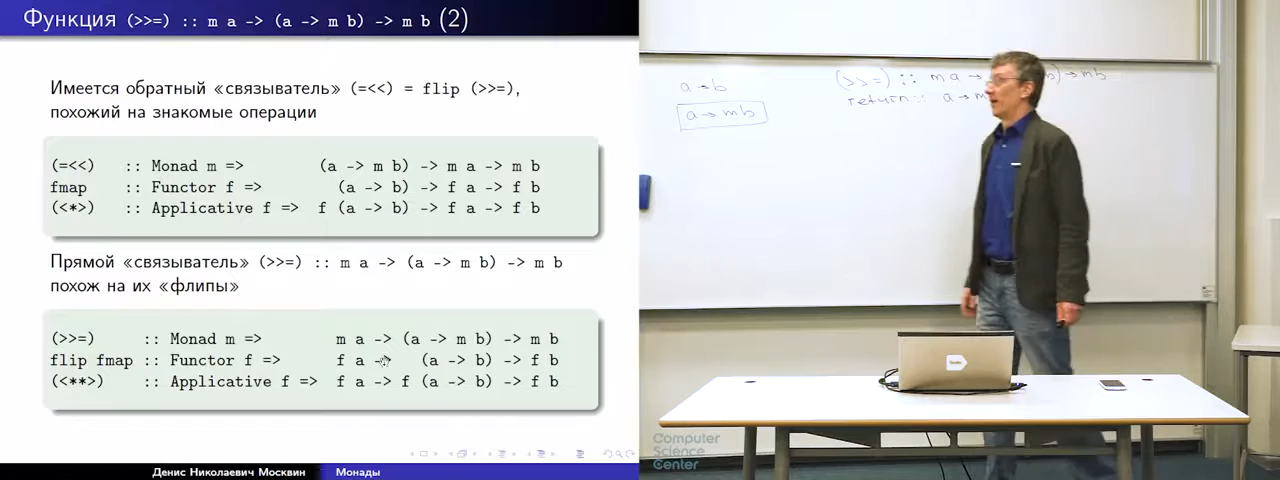 Функция (>>=) :: m a -> (a -> m b) -> m b (2)
Имеется обратный «связыватель» (=<<) = flip (>>=),
похожий на знакомые операции
(=<<) :: Monad m => (a -> m b) -> m a -> m b
fmap :: Functor f => (a -> b) -> f a -> f b
(<*>) :: Applicative f => f (a -> b) -> f a -> f b
Прямой «связыватель» (>>=) :: m a -> (a -> m b) -> m b
похож на их «флипы»
(>>=) :: Monad m => m a -> (a -> m b) -> m b
flip fmap :: Functor f => f a -> (a -> b) -> f b
(<**>) :: Applicative f => f a -> f (a -> b) -> f b
Денис Николаевич Москвин Монады
a → b
a → m b
(>>=) :: m a → b) → m b
return :: a → m
Computer
Science
Center